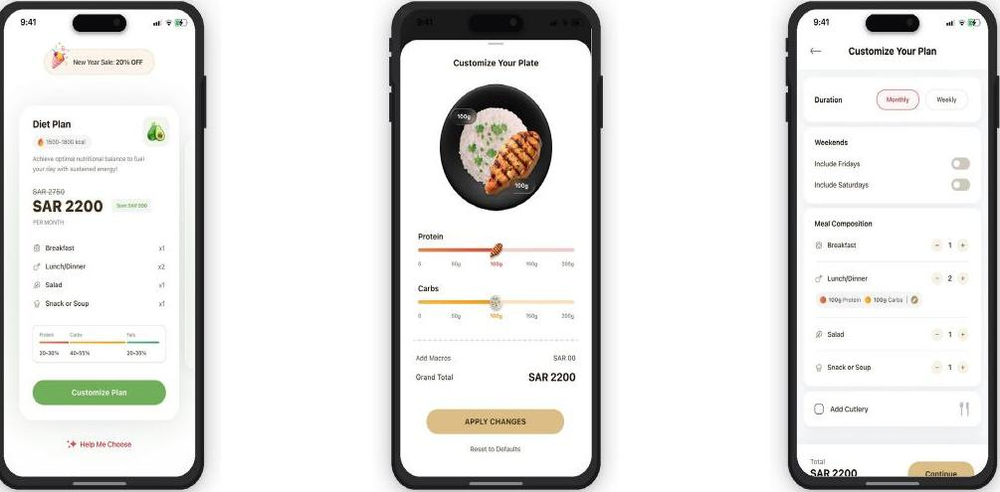 9:41
New Year Sale: 20% OFF
Diet Plan
1500-1800 kcal
Achieve optimal nutritional balance to fuel
your day with sustained energy!
SAR 2750
SAR 2200
PER MONTH
Breakfast x1
Lunch/Dinner x2
Salad x1
Snack or Soup x1
Protein Carbs Fats
20-30% 40-55% 20-35%
Customize Plan
Help Me Choose
9:41
Customize Your Plate
100g
100g
Protein
0 50g 100g 150g 200g
Carbs
0 50g 100g 150g 200g
Add Macros SAR 00
Grand Total SAR 2200
APPLY CHANGES
Reset to Defaults
9:41
Customize Your Plan
Duration Monthly Weekly
Weekends
Include Fridays
Include Saturdays
Meal Composition
Breakfast - 1 +
Lunch/Dinner - 2 +
100g Protein 100g Carbs
Salad - 1 +
Snack or Soup - 1 +
Add Cutlery
Total
SAR 2200
Continue